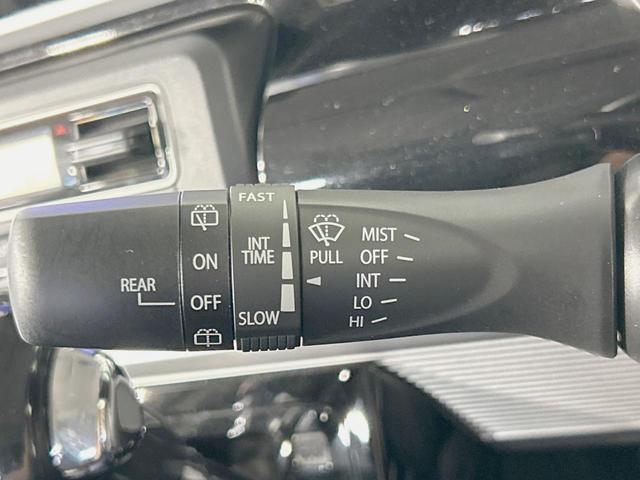 REAR
ON
OFF
FAST
INT
TIME
SLOW
PULL
MIST
OFF
INT
LO
HI